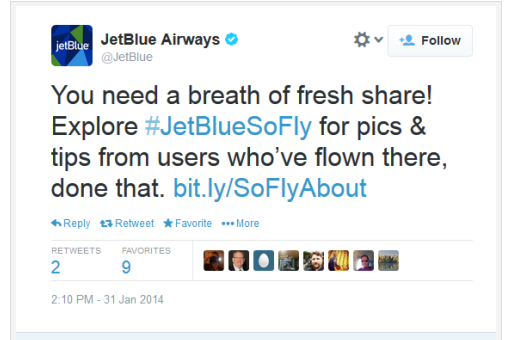 jetBlue
JetBlue Airways
@JetBlue
Follow
You need a breath of fresh share!
Explore #JetBlueSoFly for pics &
tips from users who've flown there,
done that. bit.ly/SoFlyAbout
Reply Retweet Favorite More
RETWEETS FAVORITES
2 9
2:10 PM - 31 Jan 2014